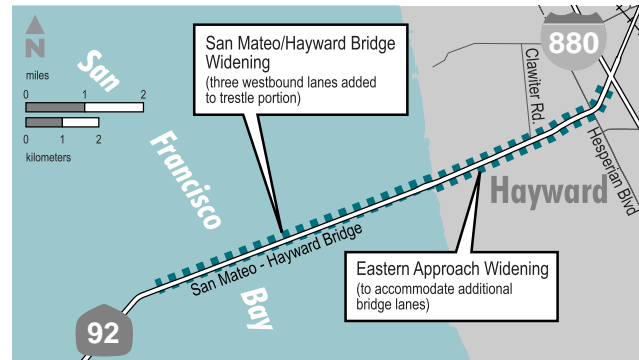 N
miles
0 1 2
0 1 2
kilometers
San
Francisco
Bay
San Mateo/Hayward Bridge
Widening
(three westbound lanes added
to trestle portion)
880
Clawiter Rd.
Hesperian Blvd
Hayward
San Mateo - Hayward Bridge
Eastern Approach Widening
(to accommodate additional
bridge lanes)
92